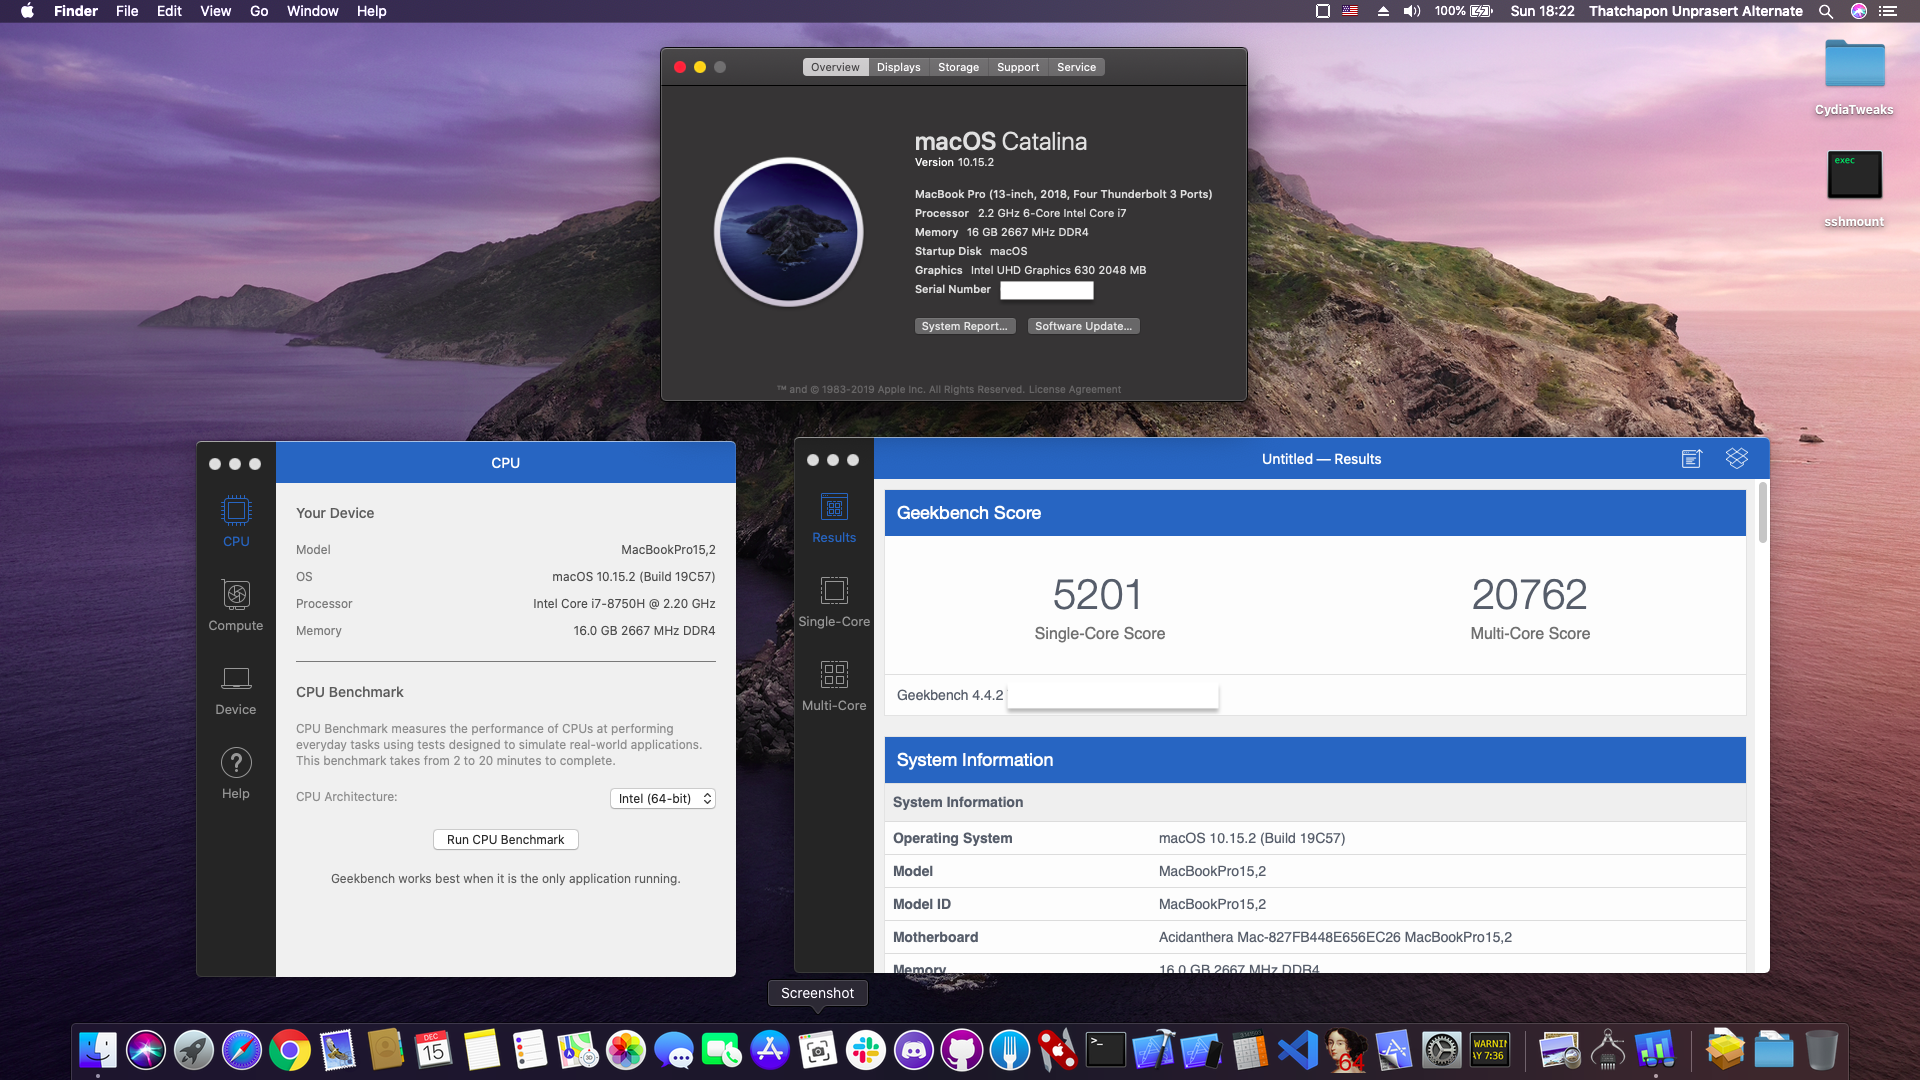 Finder File Edit View Go Window Help
100% Sun 18:22 Thatchapon Unprasert Alternate
CydiaTweaks
exec
sshmount
Overview Displays Storage Support Service
macOS Catalina
Version 10.15.2
MacBook Pro (13-inch, 2018, Four Thunderbolt 3 Ports)
Processor 2.2 GHz 6-Core Intel Core i7
Memory 16 GB 2667 MHz DDR4
Startup Disk macOS
Graphics Intel UHD Graphics 630 2048 MB
Serial Number
System Report... Software Update...
™ and © 1983-2019 Apple Inc. All Rights Reserved. License Agreement
CPU
CPU
Compute
Device
Help
Your Device
Model MacBookPro15,2
OS macOS 10.15.2 (Build 19C57)
Processor Intel Core i7-8750H @ 2.20 GHz
Memory 16.0 GB 2667 MHz DDR4
CPU Benchmark
CPU Benchmark measures the performance of CPUs at performing
everyday tasks using tests designed to simulate real-world applications.
This benchmark takes from 2 to 20 minutes to complete.
CPU Architecture: Intel (64-bit)
Run CPU Benchmark
Geekbench works best when it is the only application running.
Untitled — Results
Results
Single-Core
Multi-Core
Geekbench Score
5201 20762
Single-Core Score Multi-Core Score
Geekbench 4.4.2
System Information
System Information
Operating System macOS 10.15.2 (Build 19C57)
Model MacBookPro15,2
Model ID MacBookPro15,2
Motherboard Acidanthera Mac-827FB448E656EC26 MacBookPro15,2
Memory 16.0 GB 2667 MHz DDR4
Screenshot
DEC
15
64
WARNIN
AY 7:36